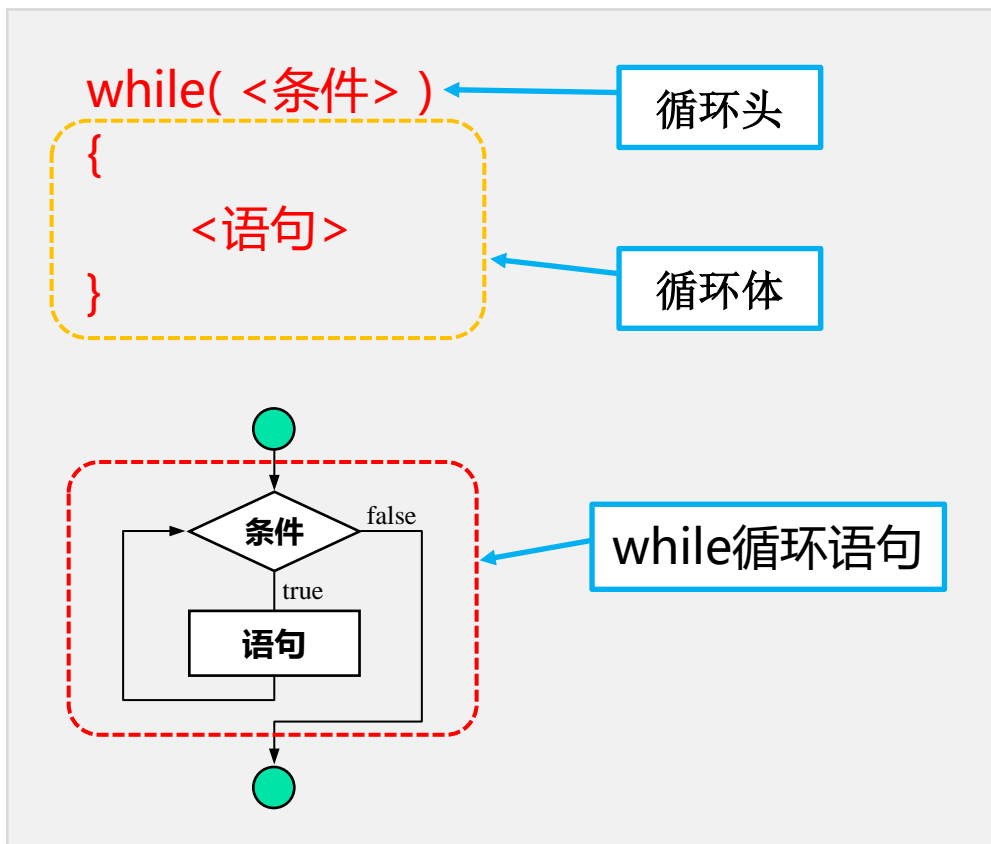 while( <条件> )
循环头
{
<语句>
循环体
}
条件
false
true
语句
while循环语句